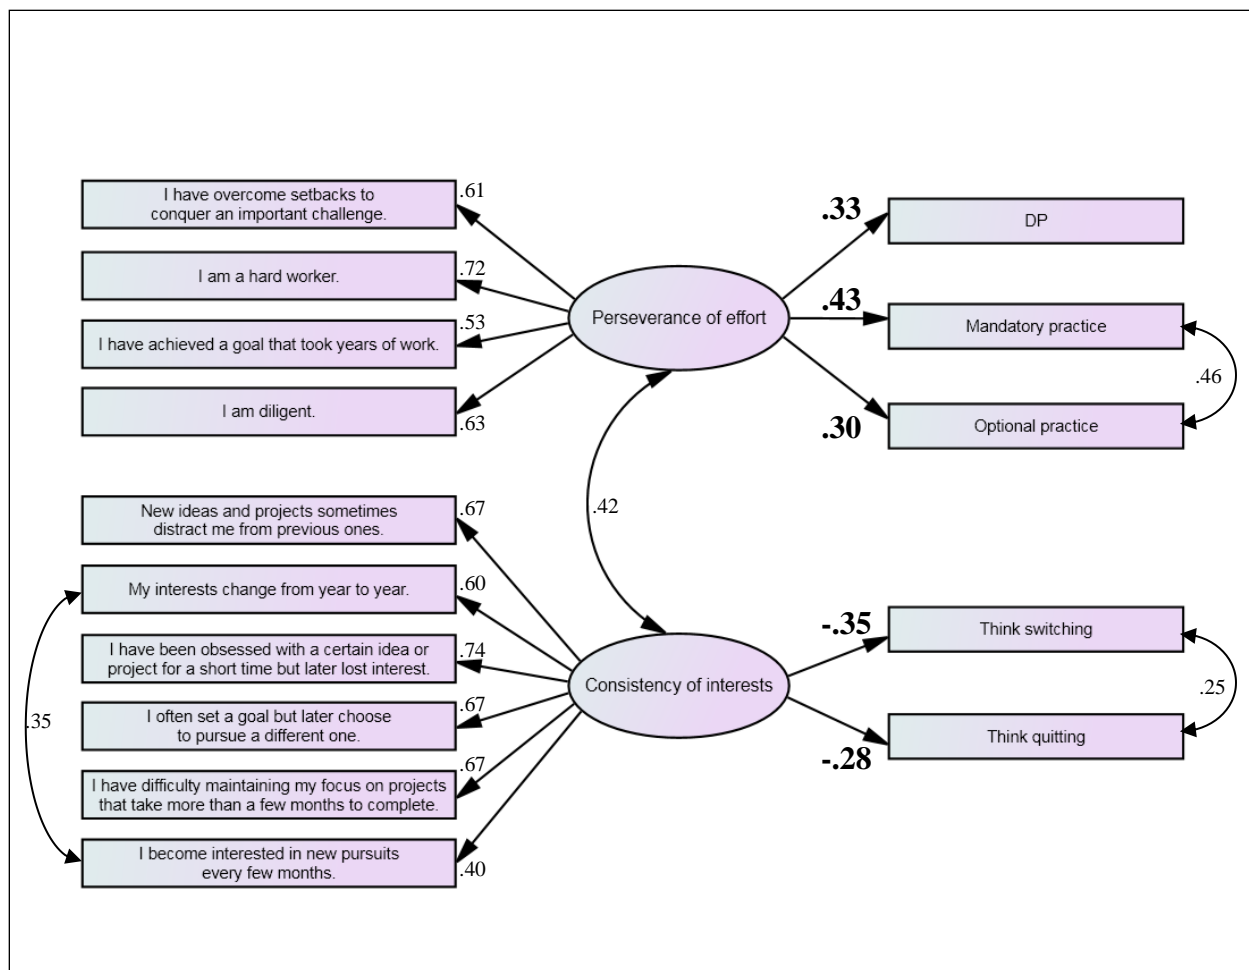 I have overcome setbacks to
conquer an important challenge.
.61
I am a hard worker.
.72
I have achieved a goal that took years of work.
.53
I am diligent.
.63
Perseverance of effort
.33
DP
.43
Mandatory practice
.46
.30
Optional practice
.42
New ideas and projects sometimes
distract me from previous ones.
.67
My interests change from year to year.
.60
I have been obsessed with a certain idea or
project for a short time but later lost interest.
.74
I often set a goal but later choose
to pursue a different one.
.67
I have difficulty maintaining my focus on projects
that take more than a few months to complete.
.67
I become interested in new pursuits
every few months.
.40
.35
Consistency of interests
-.35
Think switching
.25
-.28
Think quitting